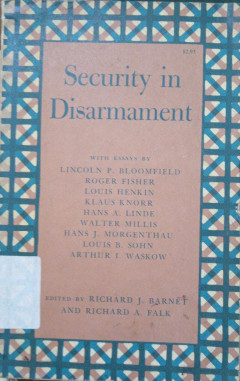 Security in
Disarmament
WITH ESSAYS BY
LINCOLN P. BLOOMFIELD
ROGER FISHER
LOUIS HENKIN
KLAUS KNORR
HANS A. LINDE
WALTER MILLIS
HANS J. MORGENTHAU
LOUIS B. SOHN
ARTHUR I. WASKOW
EDITED BY RICHARD J. BARNET
AND RICHARD A. FALK